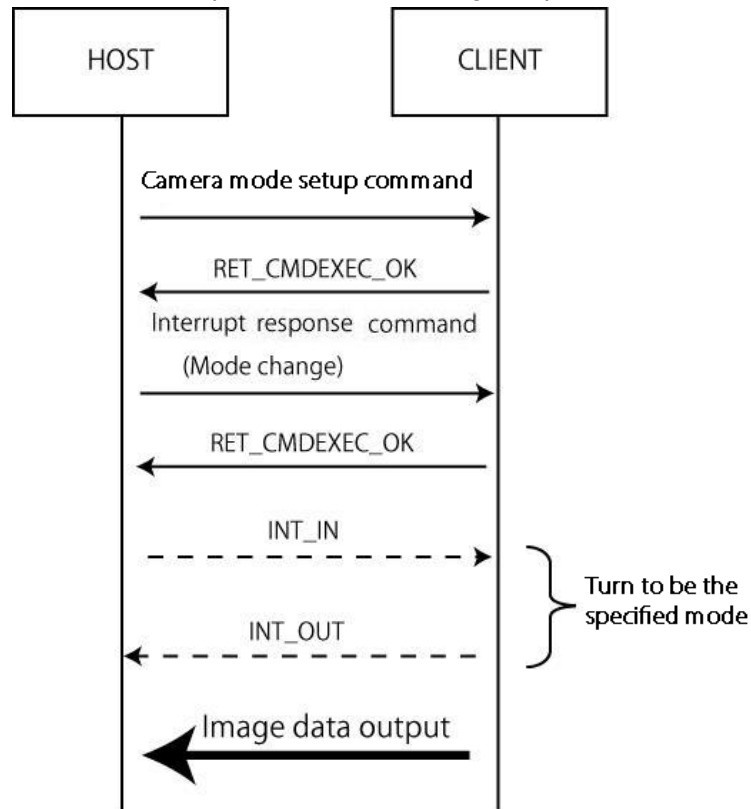 HOST
CLIENT
Camera mode setup command
RET_CMDEXEC_OK
Interrupt response command
(Mode change)
RET_CMDEXEC_OK
INT_IN
Turn to be the
specified mode
INT_OUT
Image data output